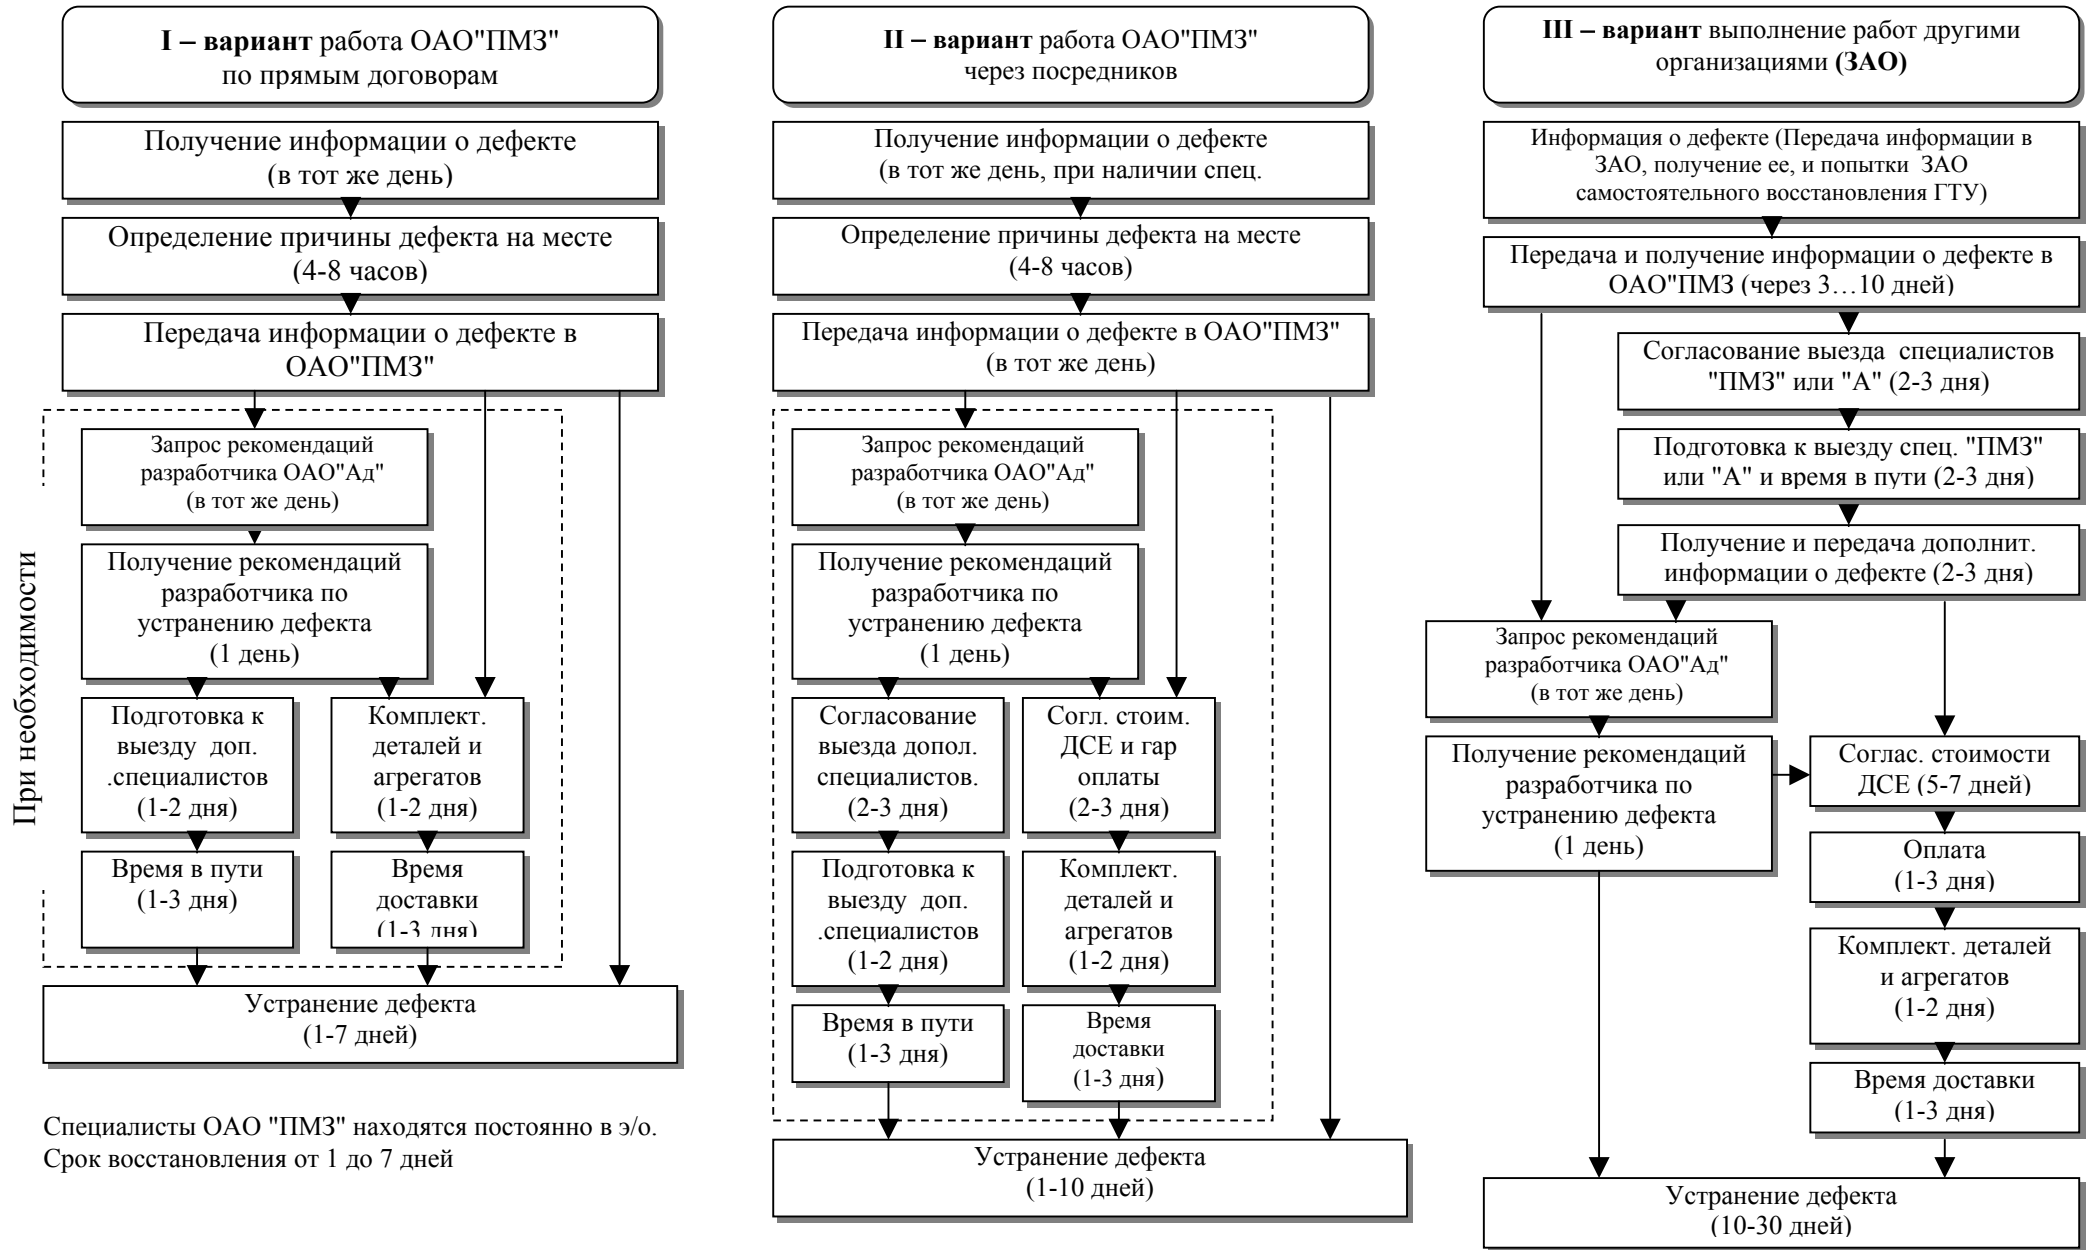 I – вариант работа ОАО"ПМЗ"
по прямым договорам
Получение информации о дефекте
(в тот же день)
Определение причины дефекта на месте
(4-8 часов)
Передача информации о дефекте в
ОАО"ПМЗ"
При необходимости
Запрос рекомендаций
разработчика ОАО"Ад"
(в тот же день)
Получение рекомендаций
разработчика по
устранению дефекта
(1 день)
Подготовка к
выезду доп.
.специалистов
(1-2 дня)
Комплект.
деталей и
агрегатов
(1-2 дня)
Время в пути
(1-3 дня)
Время
доставки
(1-3 дня)
Устранение дефекта
(1-7 дней)
Специалисты ОАО "ПМЗ" находятся постоянно в э/о.
Срок восстановления от 1 до 7 дней
II – вариант работа ОАО"ПМЗ"
через посредников
Получение информации о дефекте
(в тот же день, при наличии спец.
Определение причины дефекта на месте
(4-8 часов)
Передача информации о дефекте в ОАО"ПМЗ"
(в тот же день)
Запрос рекомендаций
разработчика ОАО"Ад"
(в тот же день)
Получение рекомендаций
разработчика по
устранению дефекта
(1 день)
Согласование
выезда допол.
специалистов.
(2-3 дня)
Согл. стоим.
ДСЕ и гар
оплаты
(2-3 дня)
Подготовка к
выезду доп.
.специалистов
(1-2 дня)
Комплект.
деталей и
агрегатов
(1-2 дня)
Время в пути
(1-3 дня)
Время
доставки
(1-3 дня)
Устранение дефекта
(1-10 дней)
III – вариант выполнение работ другими
организациями (ЗАО)
Информация о дефекте (Передача информации в
ЗАО, получение ее, и попытки ЗАО
самостоятельного восстановления ГТУ)
Передача и получение информации о дефекте в
ОАО"ПМЗ (через 3…10 дней)
Согласование выезда специалистов
"ПМЗ" или "А" (2-3 дня)
Подготовка к выезду спец. "ПМЗ"
или "А" и время в пути (2-3 дня)
Получение и передача дополнит.
информации о дефекте (2-3 дня)
Запрос рекомендаций
разработчика ОАО"Ад"
(в тот же день)
Получение рекомендаций
разработчика по
устранению дефекта
(1 день)
Соглас. стоимости
ДСЕ (5-7 дней)
Оплата
(1-3 дня)
Комплект. деталей
и агрегатов
(1-2 дня)
Время доставки
(1-3 дня)
Устранение дефекта
(10-30 дней)